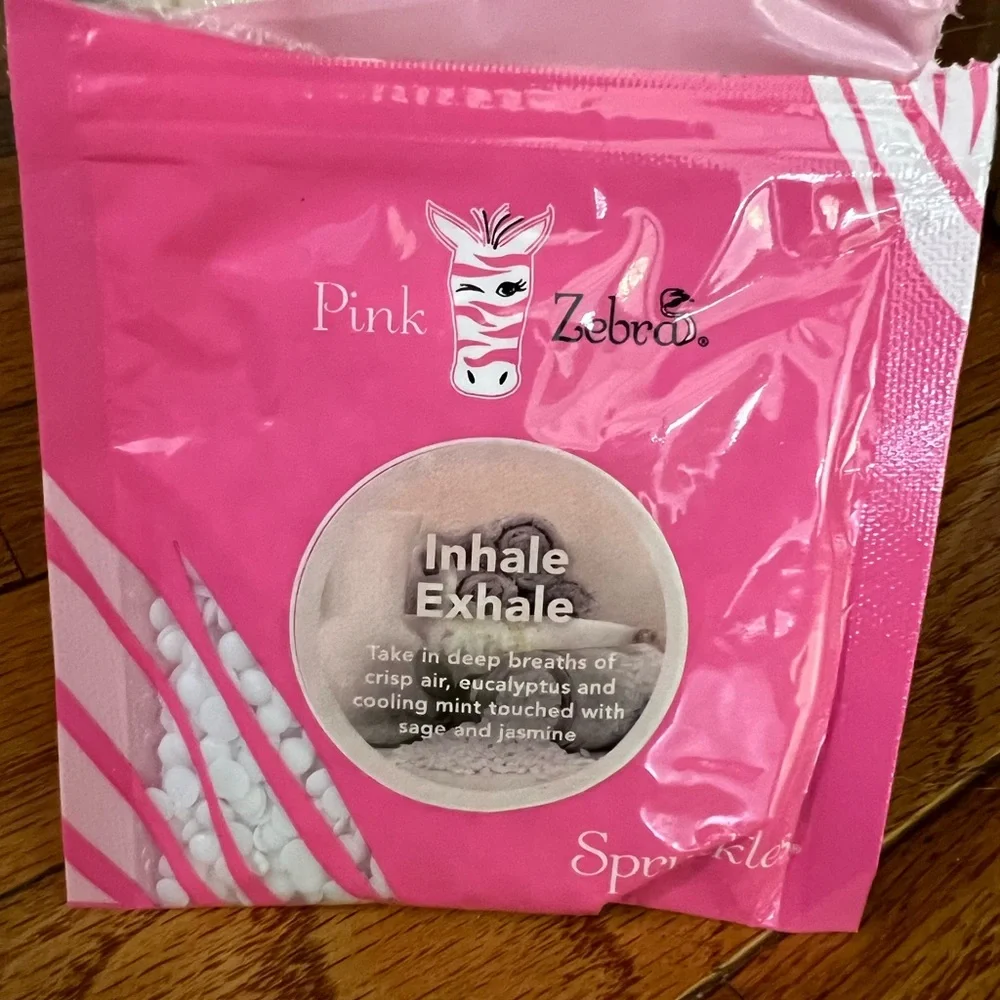 Pink Zebra®
Inhale
Exhale
Take in deep breaths of
crisp air, eucalyptus and
cooling mint touched with
sage and jasmine